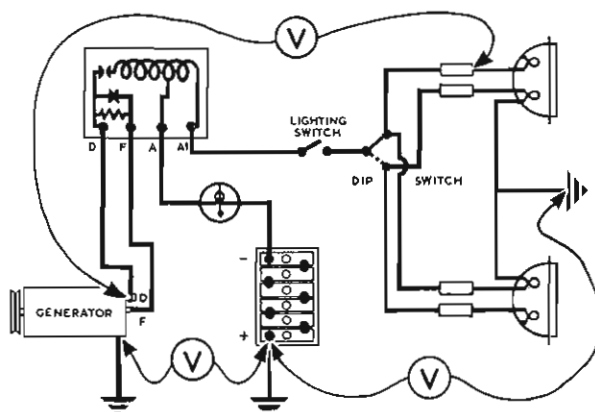 V
LIGHTING
SWITCH
D F A A1
DIP SWITCH
-
D
GENERATOR
F
+
V
V